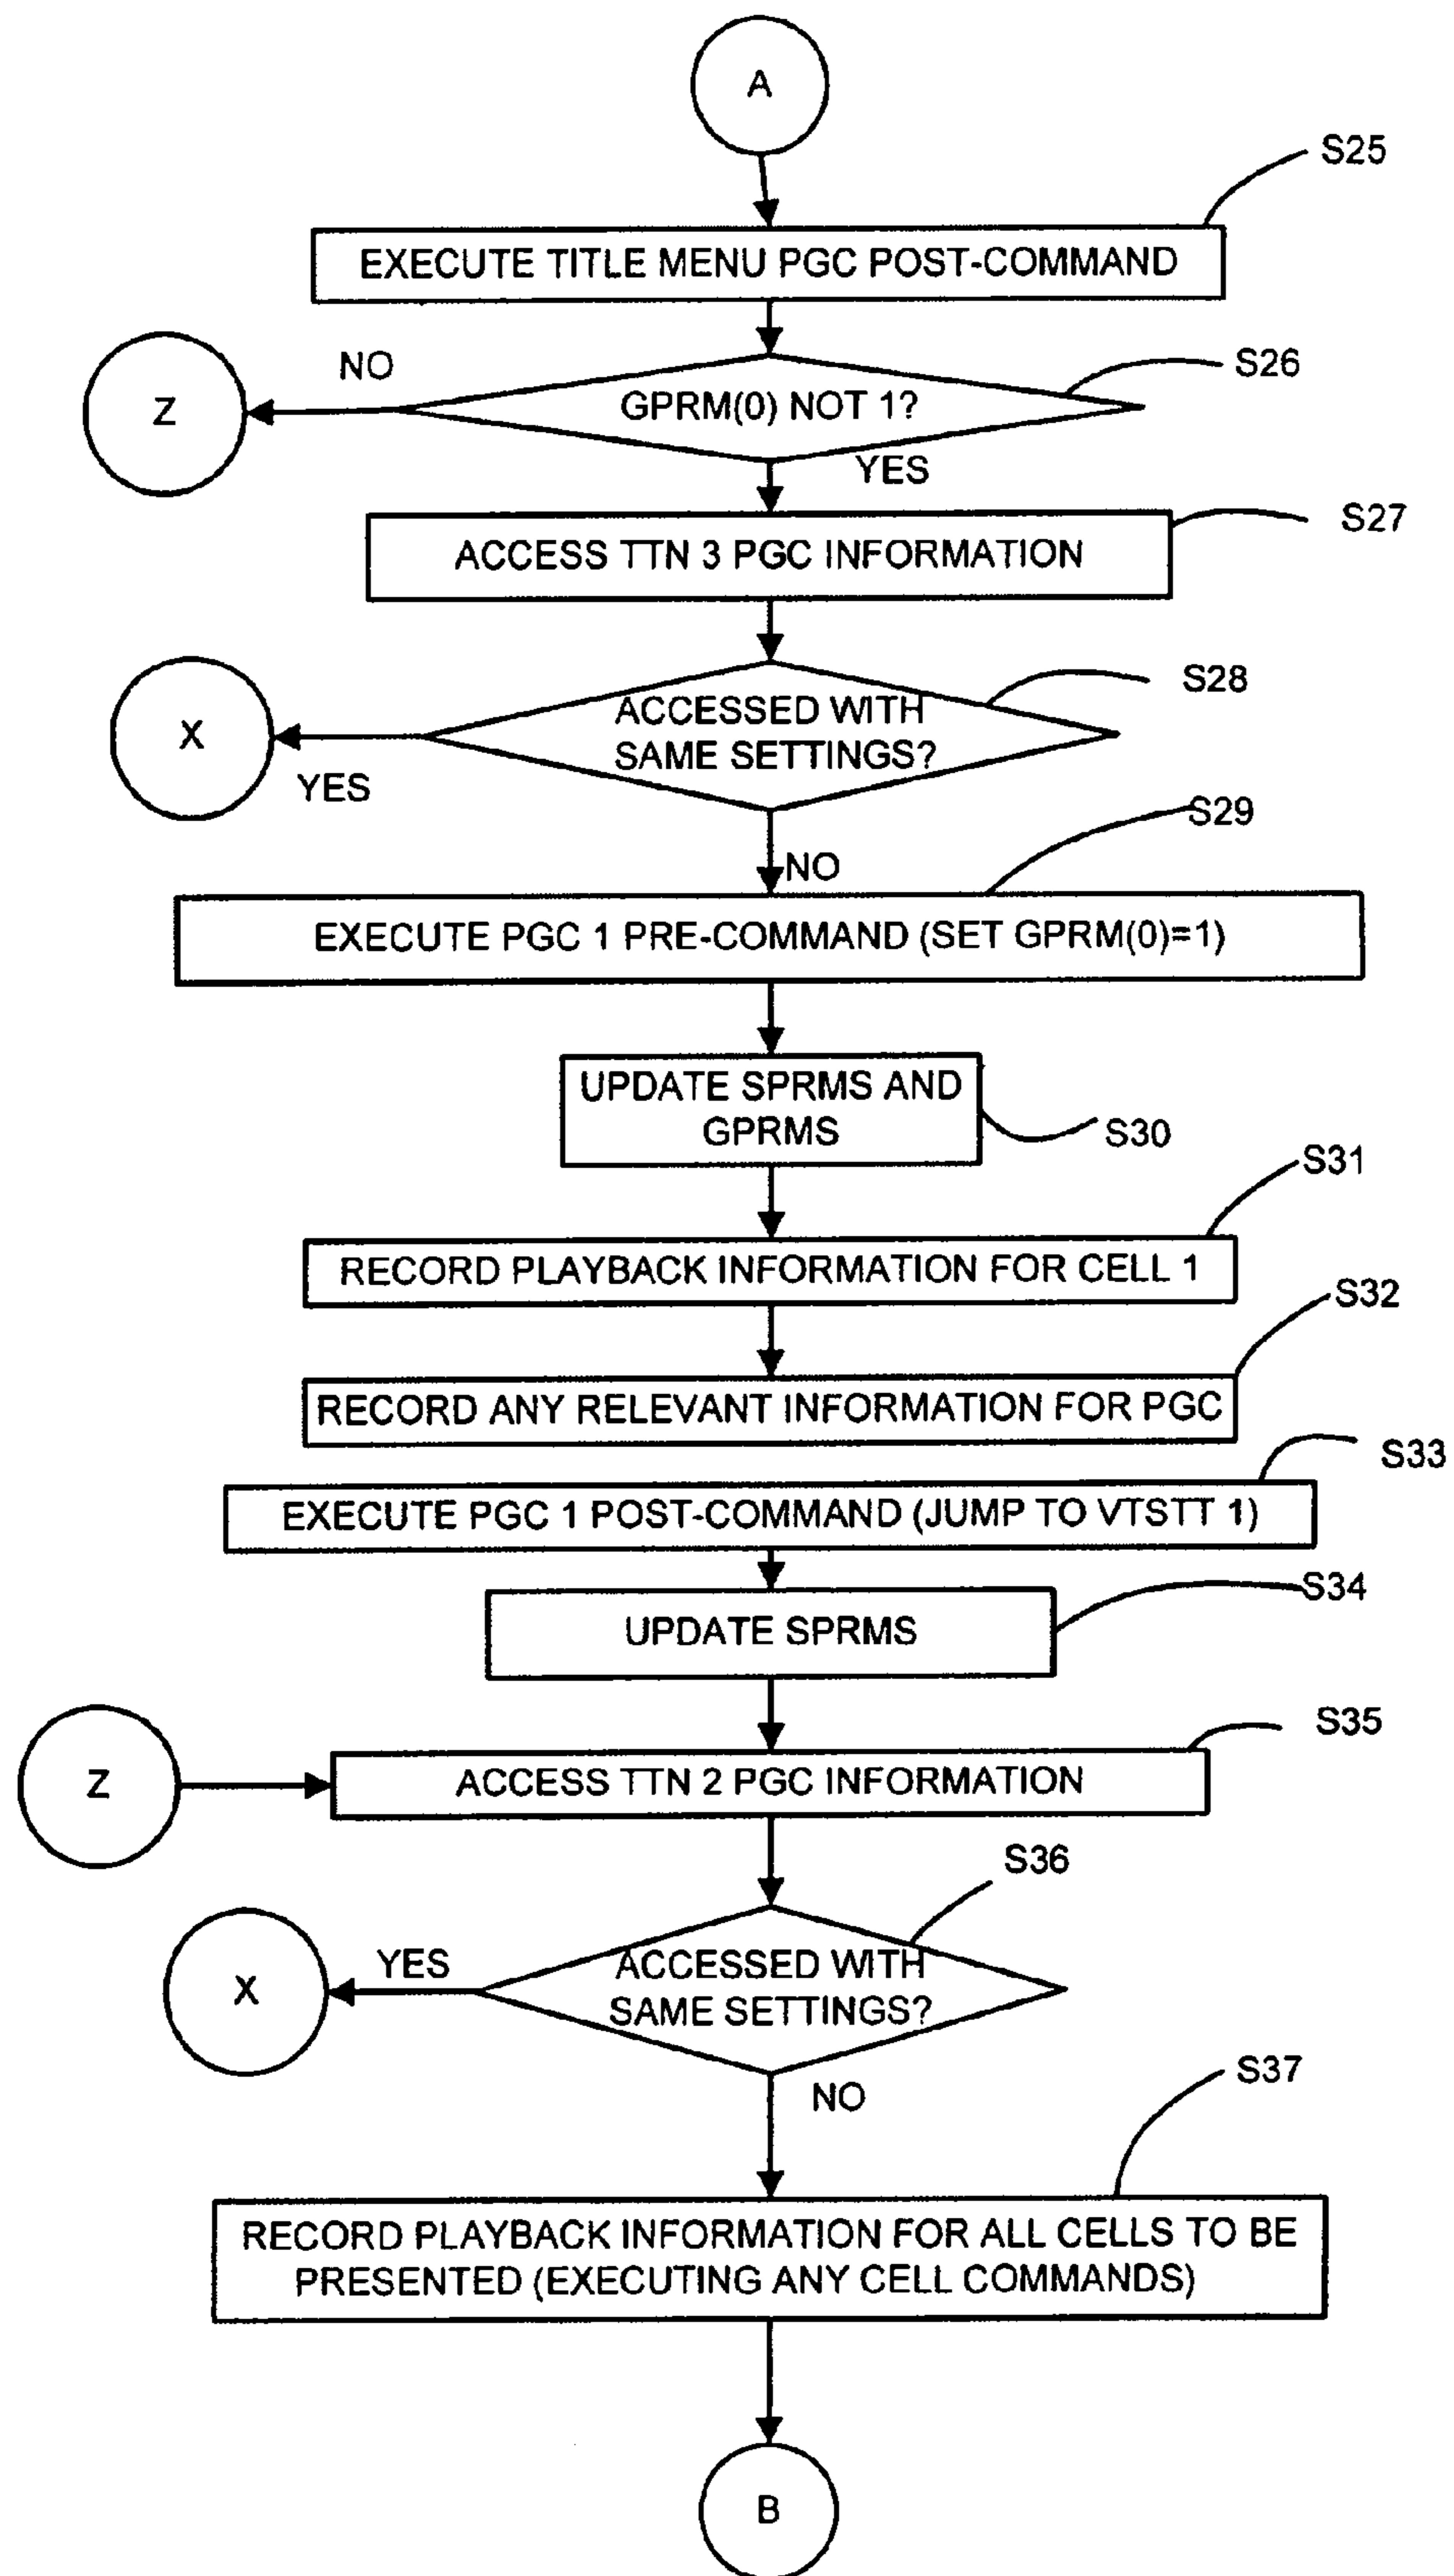 A
S25
EXECUTE TITLE MENU PGC POST-COMMAND
NO
S26
Z
GPRM(0) NOT 1?
YES
S27
ACCESS TTN 3 PGC INFORMATION
S28
ACCESSED WITH
SAME SETTINGS?
X
YES
S29
NO
EXECUTE PGC 1 PRE-COMMAND (SET GPRM(0)=1)
UPDATE SPRMS AND
GPRMS
S30
S31
RECORD PLAYBACK INFORMATION FOR CELL 1
S32
RECORD ANY RELEVANT INFORMATION FOR PGC
S33
EXECUTE PGC 1 POST-COMMAND (JUMP TO VTSTT 1)
S34
UPDATE SPRMS
S35
Z
ACCESS TTN 2 PGC INFORMATION
S36
YES
X
ACCESSED WITH
SAME SETTINGS?
S37
NO
RECORD PLAYBACK INFORMATION FOR ALL CELLS TO BE
PRESENTED (EXECUTING ANY CELL COMMANDS)
B